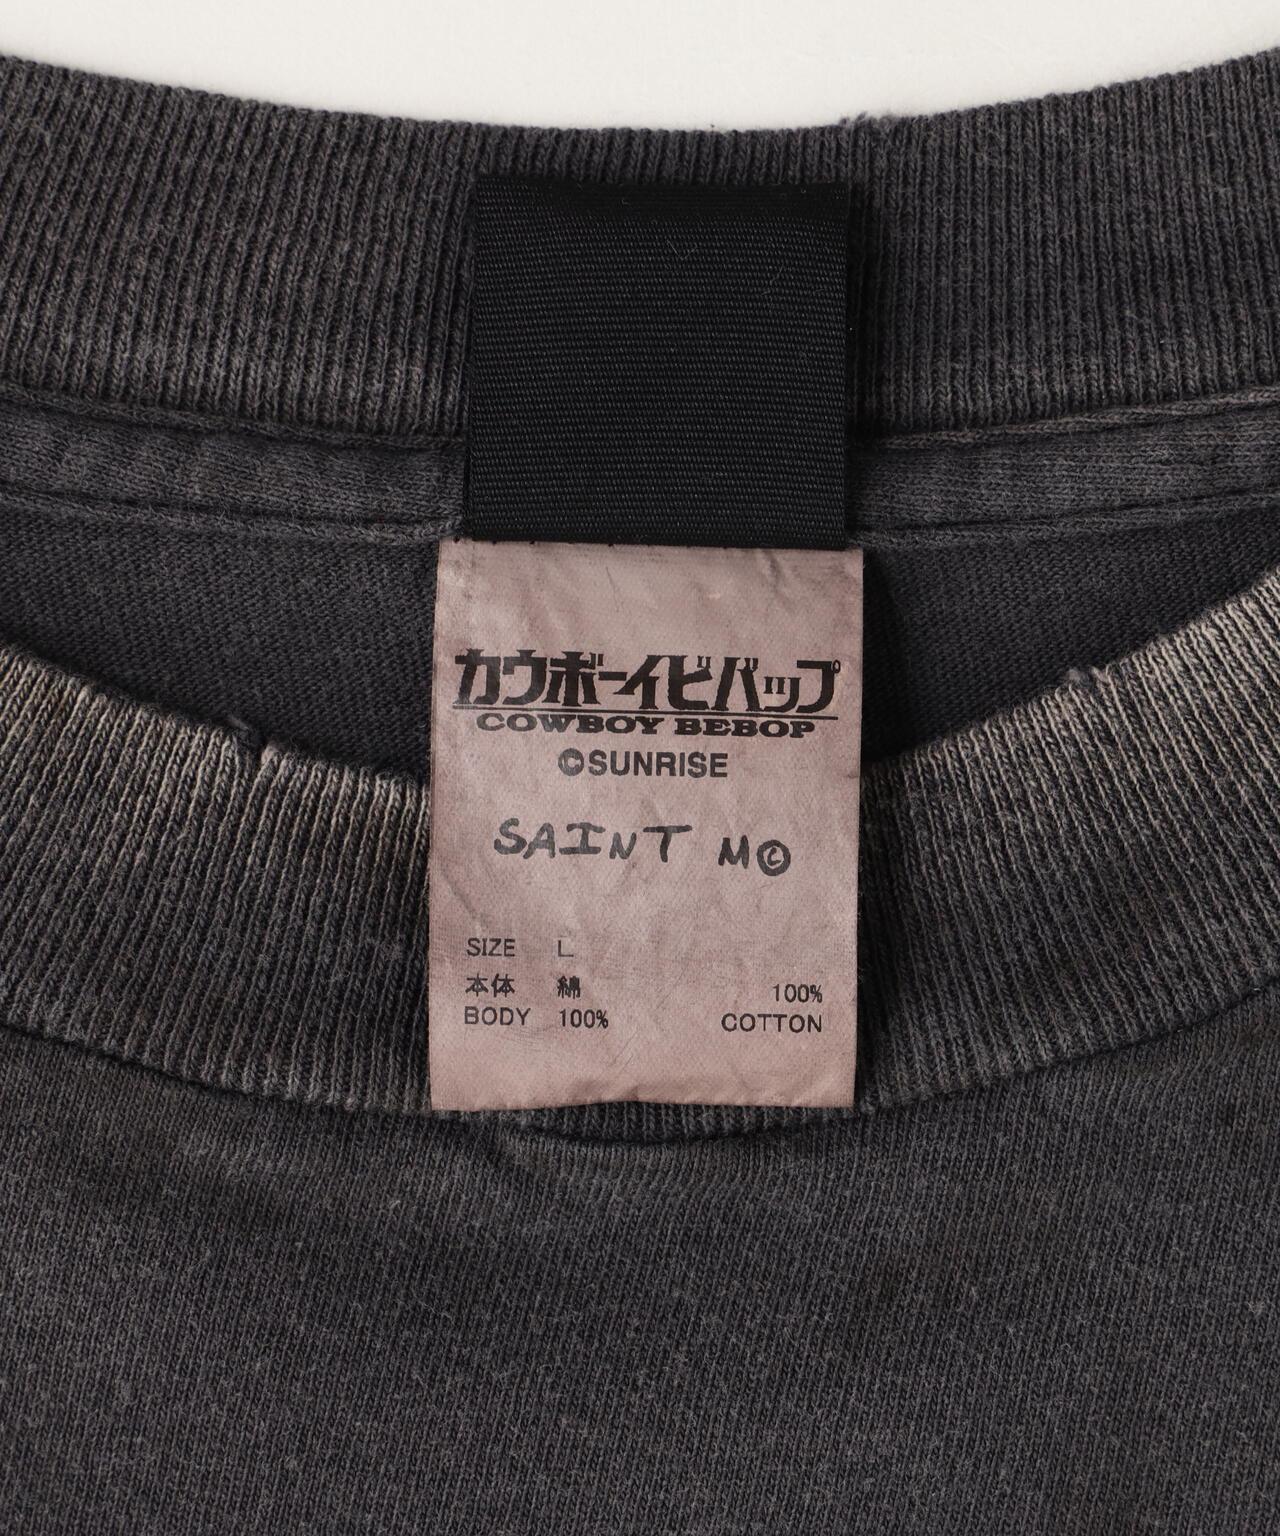 カウボーイビバップ
COWBOY BEBOP
©SUNRISE
SAINT M©
SIZE L
本体 綿 100%
BODY 100% COTTON